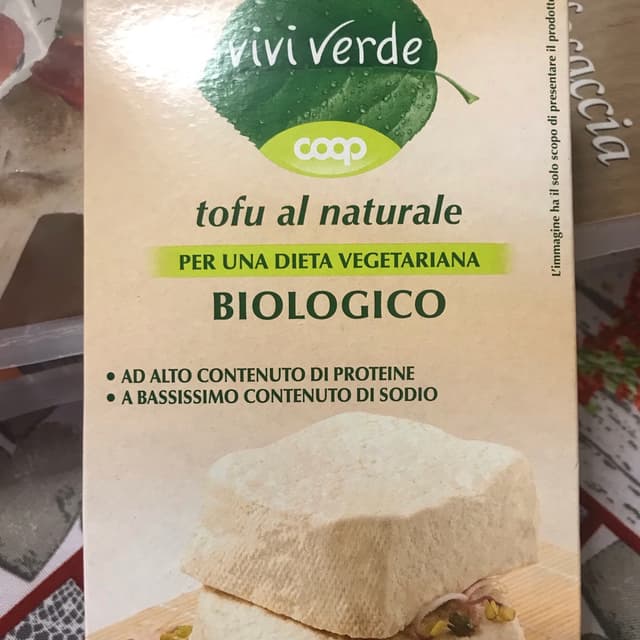 vivi verde
coop
tofu al naturale
PER UNA DIETA VEGETARIANA
BIOLOGICO
• AD ALTO CONTENUTO DI PROTEINE
• A BASSISSIMO CONTENUTO DI SODIO
L'immagine ha il solo scopo di presentare il prodotto